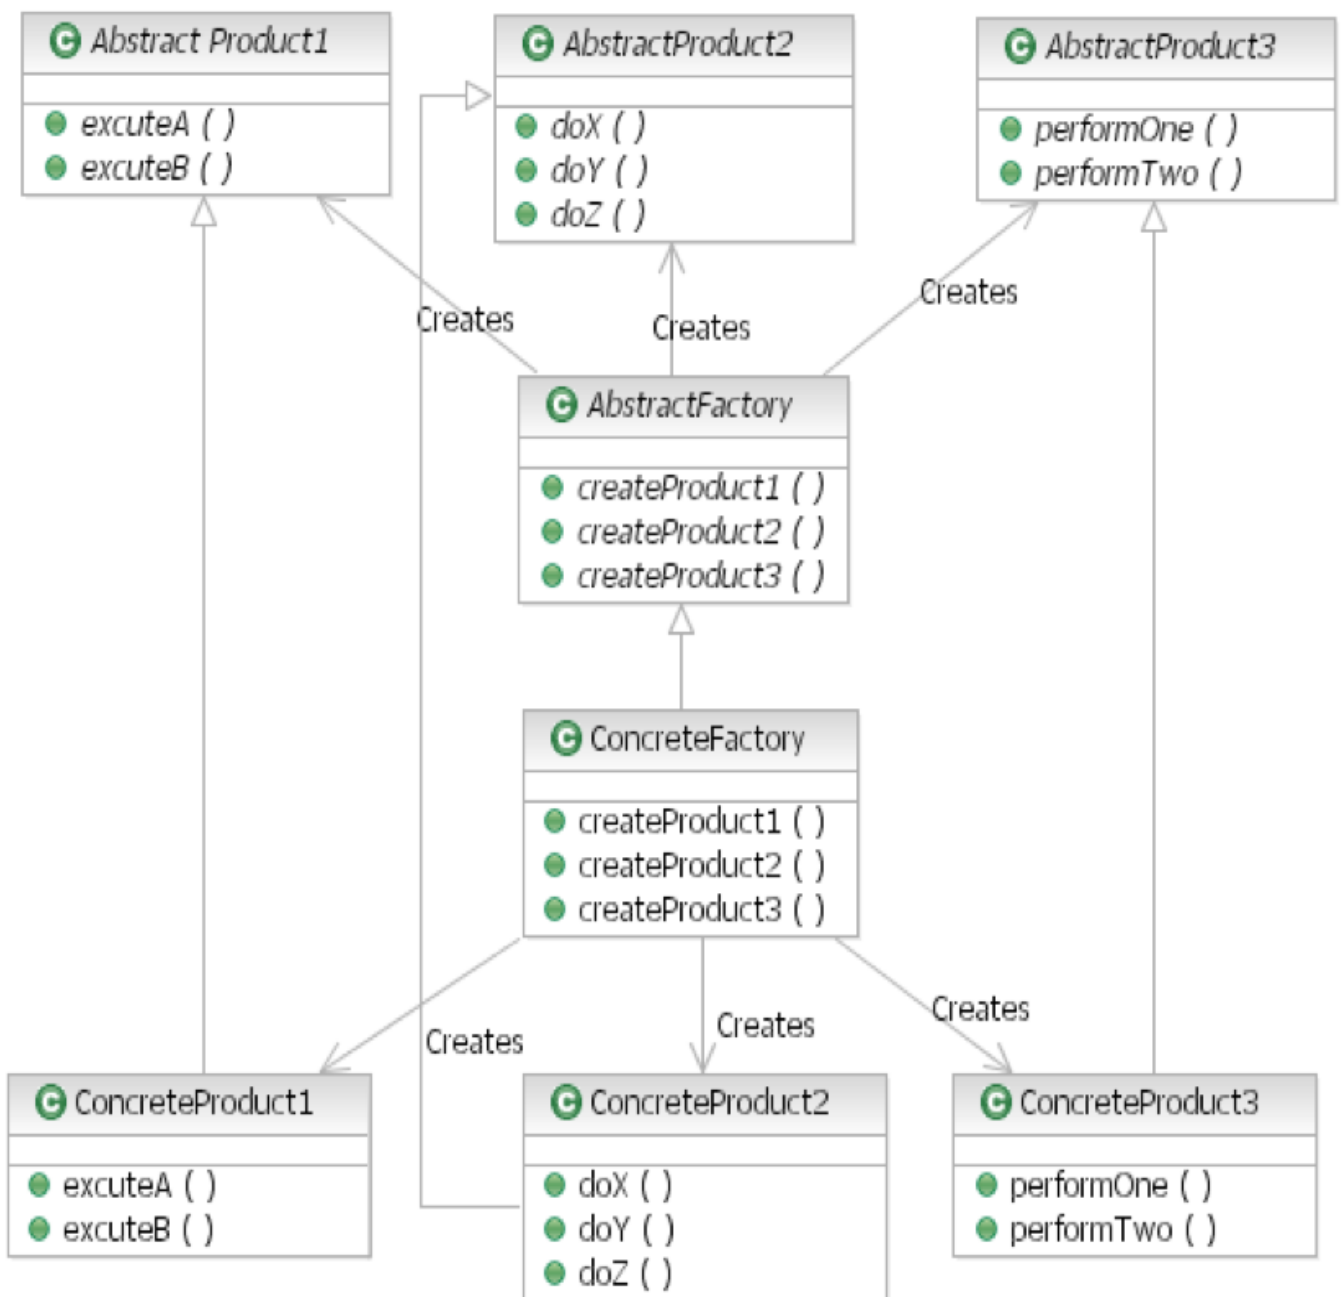 C Abstract Product1
excuteA ( )
excuteB ( )
C AbstractProduct2
doX ( )
doY ( )
doZ ( )
C AbstractProduct3
performOne ( )
performTwo ( )
Creates
Creates
Creates
C AbstractFactory
createProduct1 ( )
createProduct2 ( )
createProduct3 ( )
C ConcreteFactory
createProduct1 ( )
createProduct2 ( )
createProduct3 ( )
Creates
Creates
Creates
C ConcreteProduct1
excuteA ( )
excuteB ( )
C ConcreteProduct2
doX ( )
doY ( )
doZ ( )
C ConcreteProduct3
performOne ( )
performTwo ( )